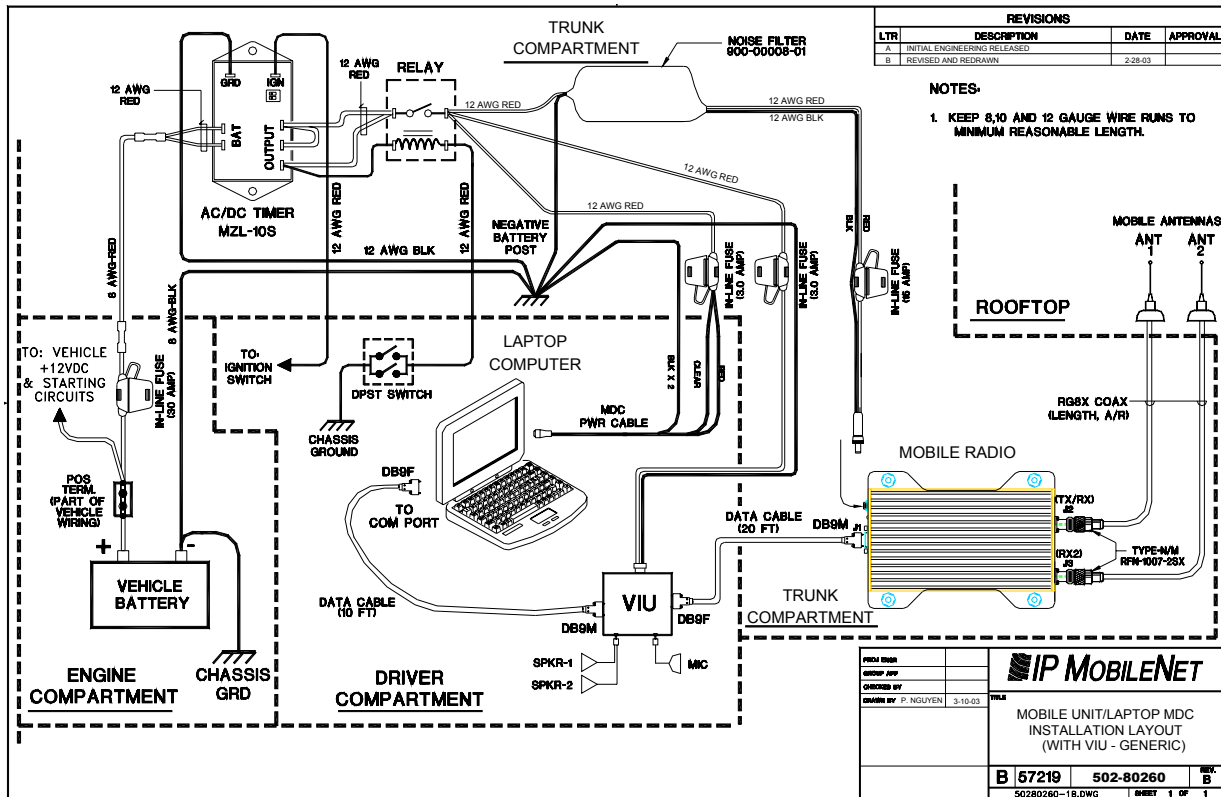 REVISIONS
LTR DESCRIPTION DATE APPROVAL
A INITIAL ENGINEERING RELEASED
B REVISED AND REDRAWN 2-28-03
NOTES:
1. KEEP 8,10 AND 12 GAUGE WIRE RUNS TO
MINIMUM REASONABLE LENGTH.
TRUNK
COMPARTMENT
NOISE FILTER
900-00008-01
GRD
IGN
BAT
OUTPUT
AC/DC TIMER
MZL-10S
12 AWG
RED
12 AWG
RED
RELAY
12 AWG RED
12 AWG RED
12 AWG BLK
12 AWG RED
12 AWG RED
12 AWG RED
12 AWG RED
12 AWG BLK
NEGATIVE
BATTERY
POST
8 AWG-RED
8 AWG-BLK
IN-LINE FUSE
(3.0 AMP)
IN-LINE FUSE
(3.0 AMP)
RED
BLK
IN-LINE FUSE
(15 AMP)
MOBILE ANTENNAS
ANT
1
ANT
2
ROOFTOP
RG8X COAX
(LENGTH, A/R)
TO: VEHICLE
+12VDC
& STARTING
CIRCUITS
IN-LINE FUSE
(30 AMP)
TO:
IGNITION
SWITCH
DPST SWITCH
CHASSIS
GROUND
LAPTOP
COMPUTER
BLK X 2
CLEAR
RED
MDC
PWR CABLE
POS
TERM.
(PART OF
VEHICLE
WIRING)
+
-
VEHICLE
BATTERY
CHASSIS
GRD
ENGINE
COMPARTMENT
DB9F
TO
COM PORT
DATA CABLE
(10 FT)
DB9M
VIU
DB9F
SPKR-1
SPKR-2
MIC
DRIVER
COMPARTMENT
DATA CABLE
(20 FT)
DB9M
J1
MOBILE RADIO
(TX/RX)
J2
(RX2)
J3
TYPE-N/M
RFN-1007-2SX
TRUNK
COMPARTMENT
PROJ ENGR
GROUP APP
CHECKED BY
DRAWN BY P. NGUYEN 3-10-03
IP MOBILENET
TITLE
MOBILE UNIT/LAPTOP MDC
INSTALLATION LAYOUT
(WITH VIU - GENERIC)
B 57219 502-80260 REV. B
50280260-1B.DWG SHEET 1 OF 1